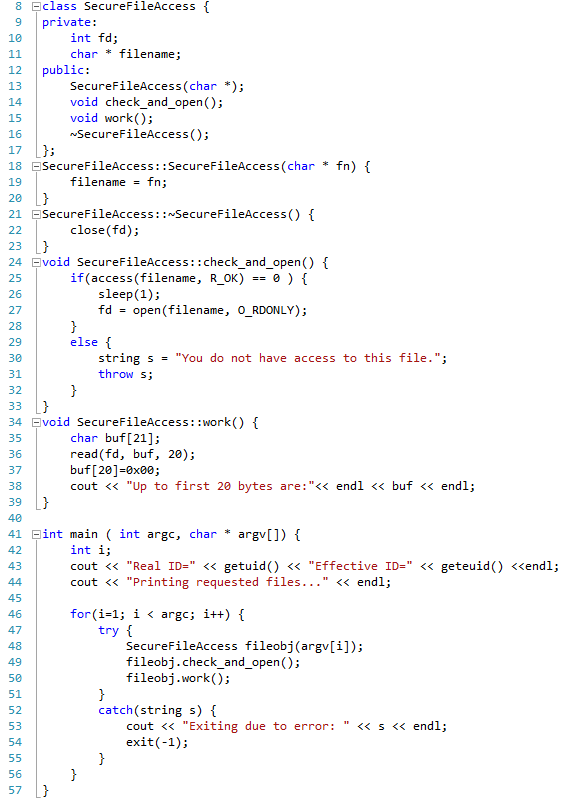 8 class SecureFileAccess {
9 private:
10     int fd;
11     char * filename;
12 public:
13     SecureFileAccess(char *);
14     void check_and_open();
15     void work();
16     ~SecureFileAccess();
17 };
18 SecureFileAccess::SecureFileAccess(char * fn) {
19     filename = fn;
20 }
21 SecureFileAccess::~SecureFileAccess() {
22     close(fd);
23 }
24 void SecureFileAccess::check_and_open() {
25     if(access(filename, R_OK) == 0 ) {
26         sleep(1);
27         fd = open(filename, O_RDONLY);
28     }
29     else {
30         string s = "You do not have access to this file.";
31         throw s;
32     }
33 }
34 void SecureFileAccess::work() {
35     char buf[21];
36     read(fd, buf, 20);
37     buf[20]=0x00;
38     cout << "Up to first 20 bytes are:"<< endl << buf << endl;
39 }
40
41 int main ( int argc, char * argv[]) {
42     int i;
43     cout << "Real ID=" << getuid() << "Effective ID=" << geteuid() <<endl;
44     cout << "Printing requested files..." << endl;
45
46     for(i=1; i < argc; i++) {
47         try {
48             SecureFileAccess fileobj(argv[i]);
49             fileobj.check_and_open();
50             fileobj.work();
51         }
52         catch(string s) {
53             cout << "Exiting due to error: " << s << endl;
54             exit(-1);
55         }
56     }
57 }